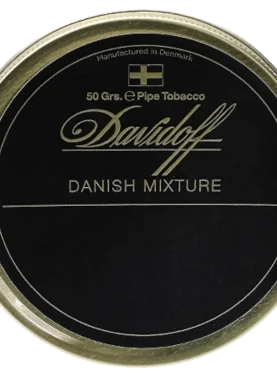 Manufactured in Denmark
50 Grs. ℮ Pipe Tobacco
Davidoff
DANISH MIXTURE